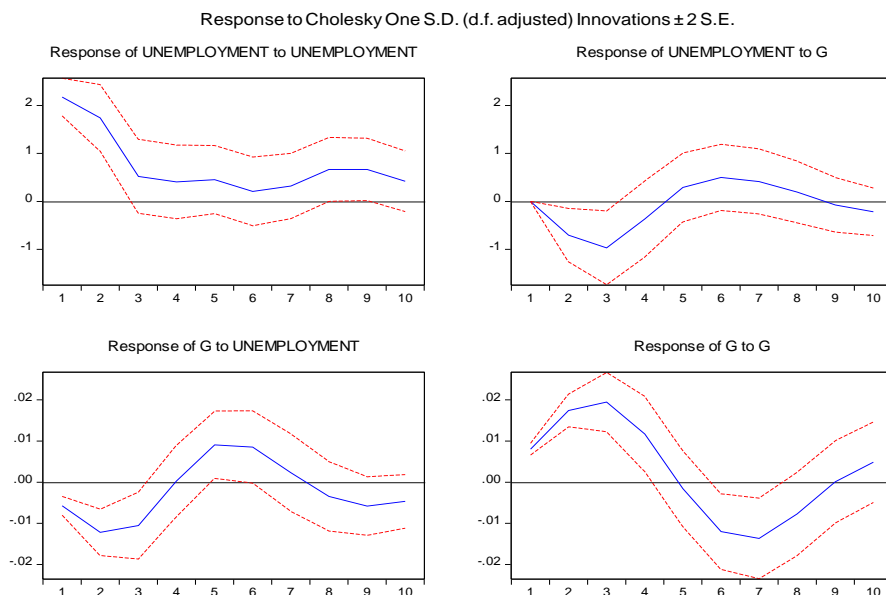 Response to Cholesky One S.D. (d.f. adjusted) Innovations ± 2 S.E.
Response of UNEMPLOYMENT to UNEMPLOYMENT
2
1
0
-1
1 2 3 4 5 6 7 8 9 10
Response of UNEMPLOYMENT to G
2
1
0
-1
1 2 3 4 5 6 7 8 9 10
Response of G to UNEMPLOYMENT
.02
.01
.00
-.01
-.02
1 2 3 4 5 6 7 8 9 10
Response of G to G
.02
.01
.00
-.01
-.02
1 2 3 4 5 6 7 8 9 10